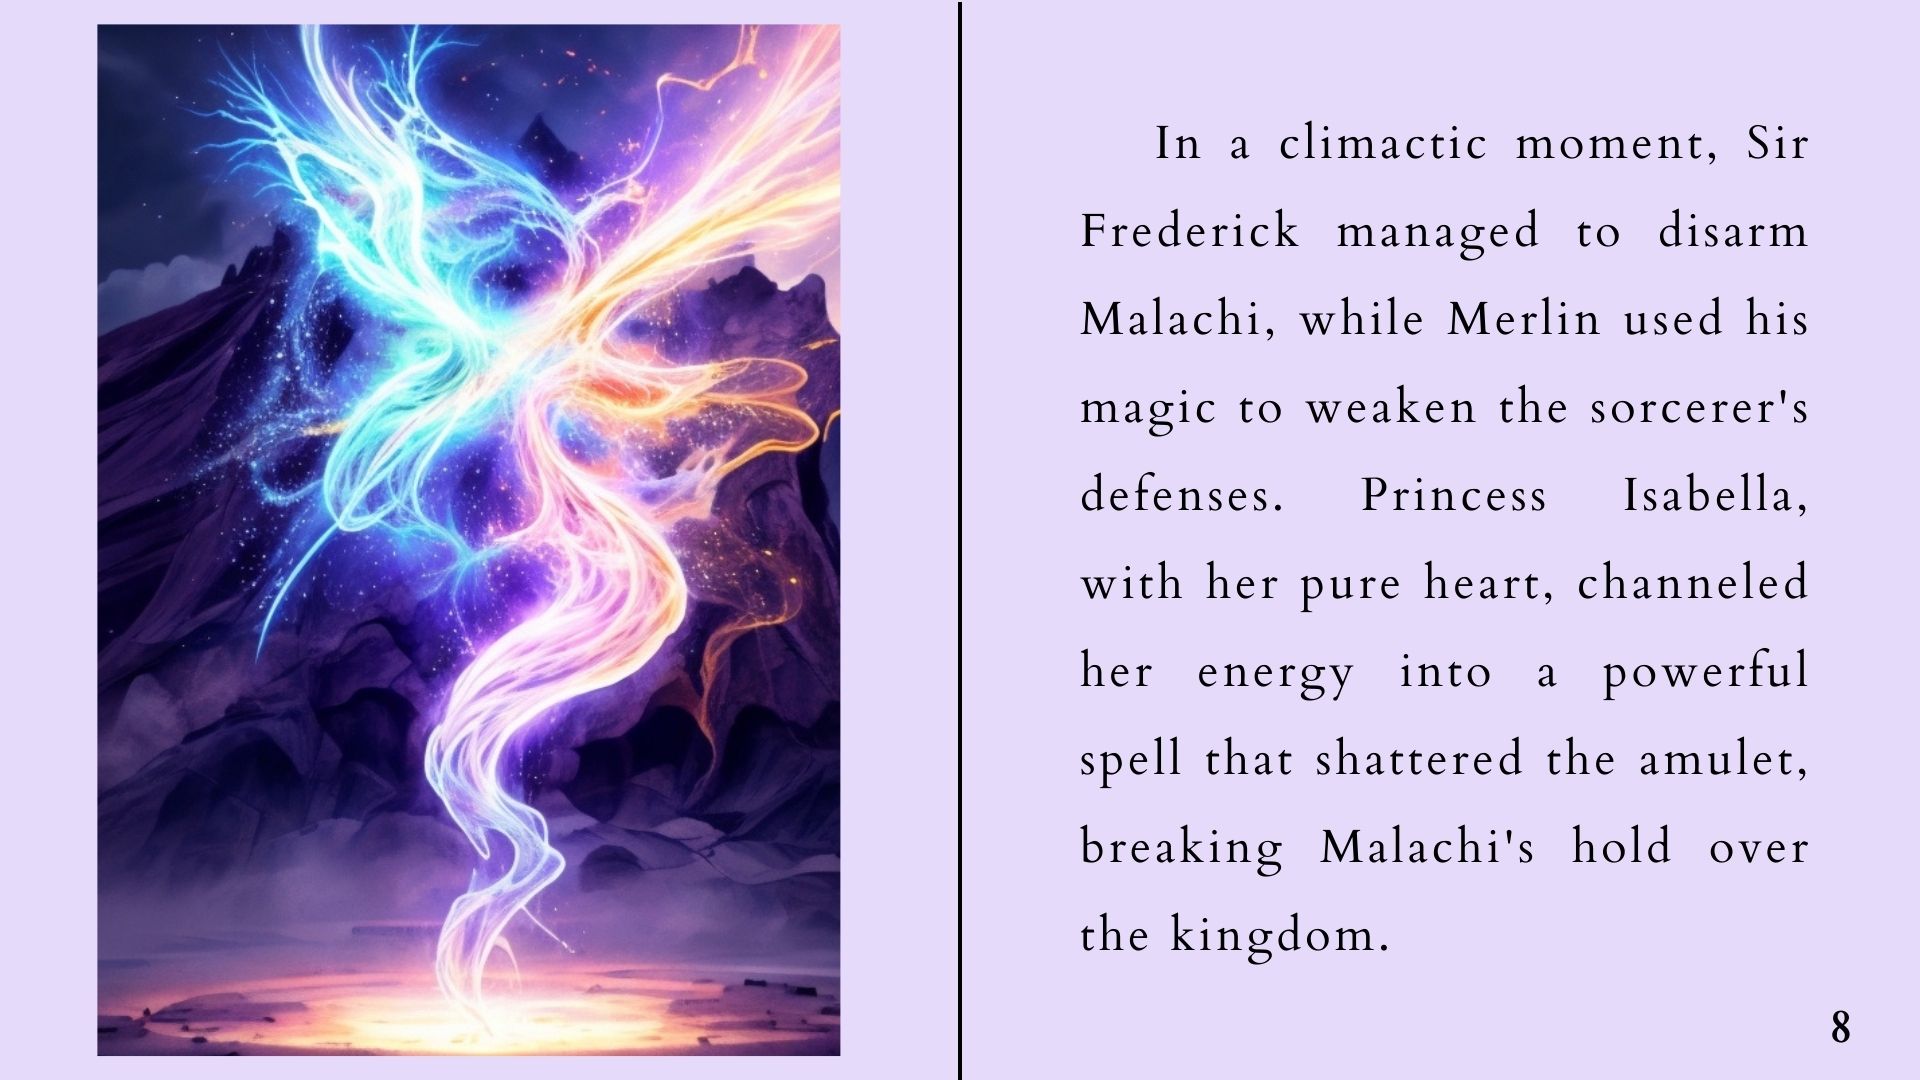 In a climactic moment, Sir
Frederick managed to disarm
Malachi, while Merlin used his
magic to weaken the sorcerer's
defenses. Princess Isabella,
with her pure heart, channeled
her energy into a powerful
spell that shattered the amulet,
breaking Malachi's hold over
the kingdom.
8